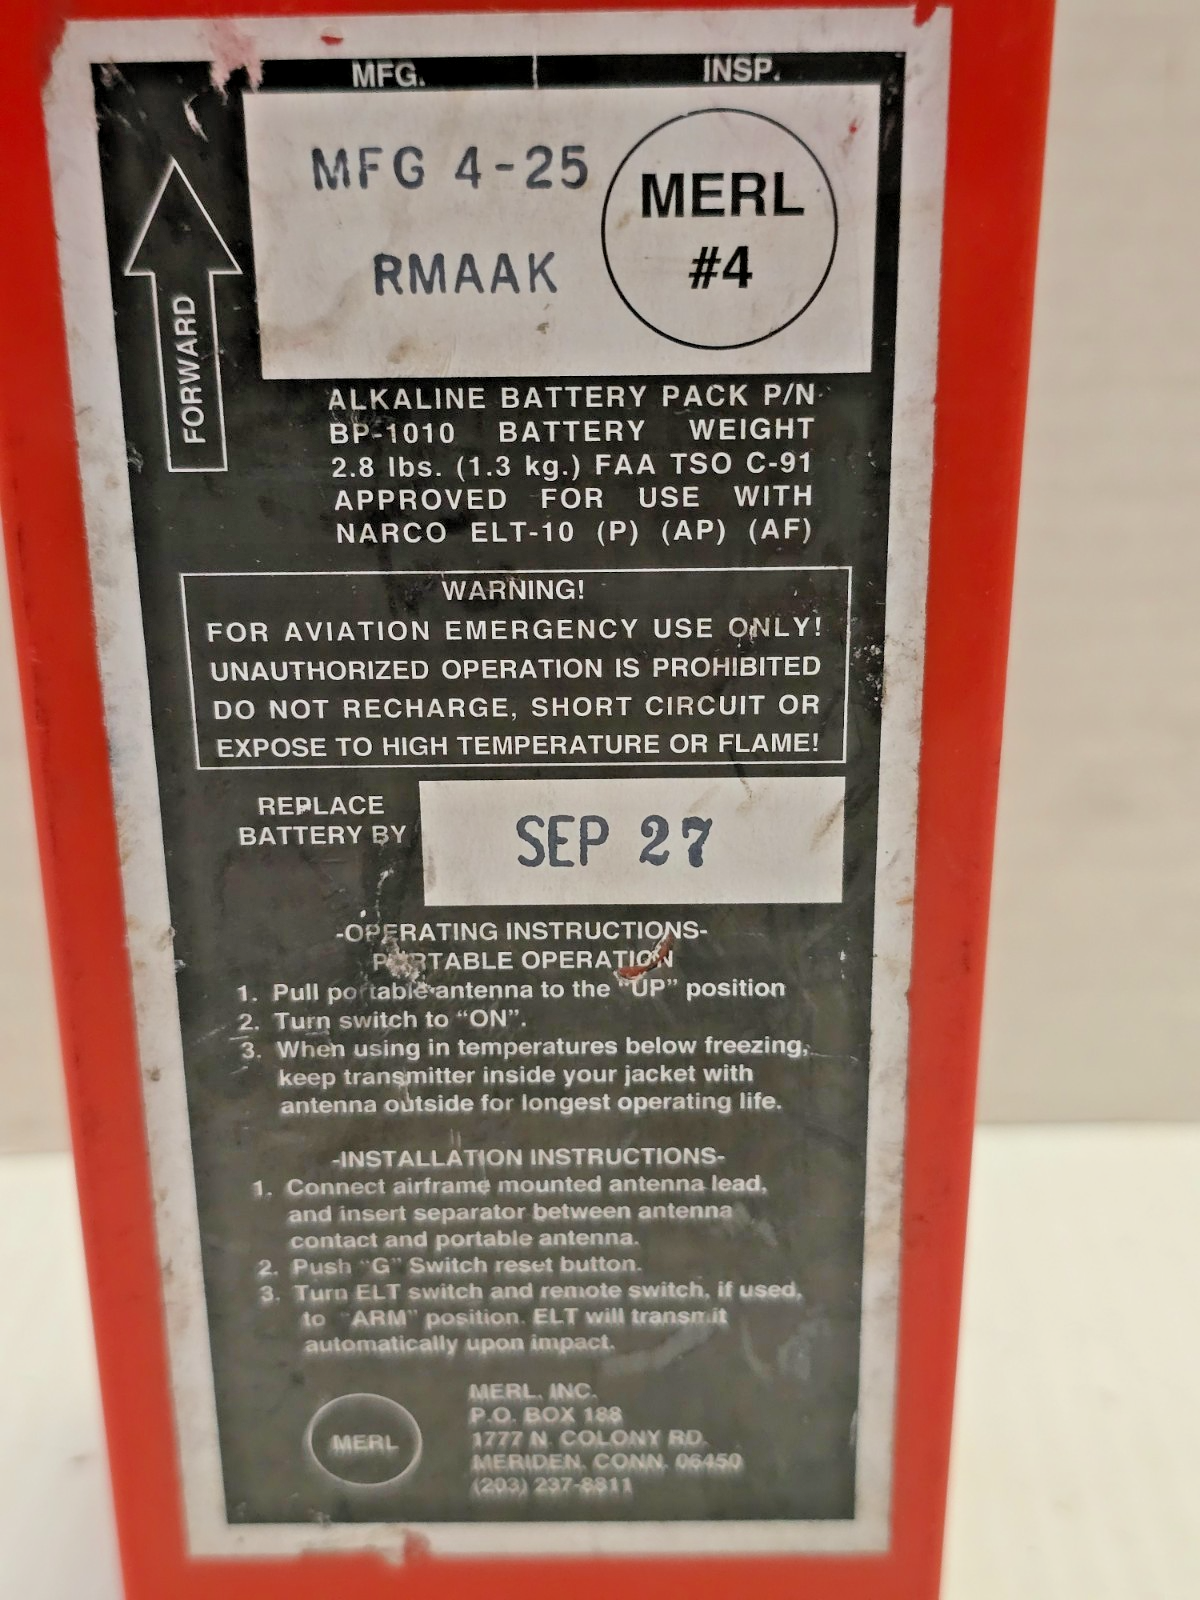 MFG. INSP.
MFG 4-25
RMAAK
MERL
#4
FORWARD
ALKALINE BATTERY PACK P/N
BP-1010 BATTERY WEIGHT
2.8 lbs. (1.3 kg.) FAA TSO C-91
APPROVED FOR USE WITH
NARCO ELT-10 (P) (AP) (AF)
WARNING!
FOR AVIATION EMERGENCY USE ONLY!
UNAUTHORIZED OPERATION IS PROHIBITED
DO NOT RECHARGE, SHORT CIRCUIT OR
EXPOSE TO HIGH TEMPERATURE OR FLAME!
REPLACE
BATTERY BY
SEP 27
-OPERATING INSTRUCTIONS-
PORTABLE OPERATION
1. Pull portable antenna to the "UP" position
2. Turn switch to "ON".
3. When using in temperatures below freezing,
keep transmitter inside your jacket with
antenna outside for longest operating life.
-INSTALLATION INSTRUCTIONS-
1. Connect airframe mounted antenna lead,
and insert separator between antenna
contact and portable antenna.
2. Push "G" Switch reset button.
3. Turn ELT switch and remote switch, if used,
to "ARM" position. ELT will transmit
automatically upon impact.
MERL
MERL, INC.
P.O. BOX 188
1777 N. COLONY RD.
MERIDEN, CONN. 06450
(203) 237-8811